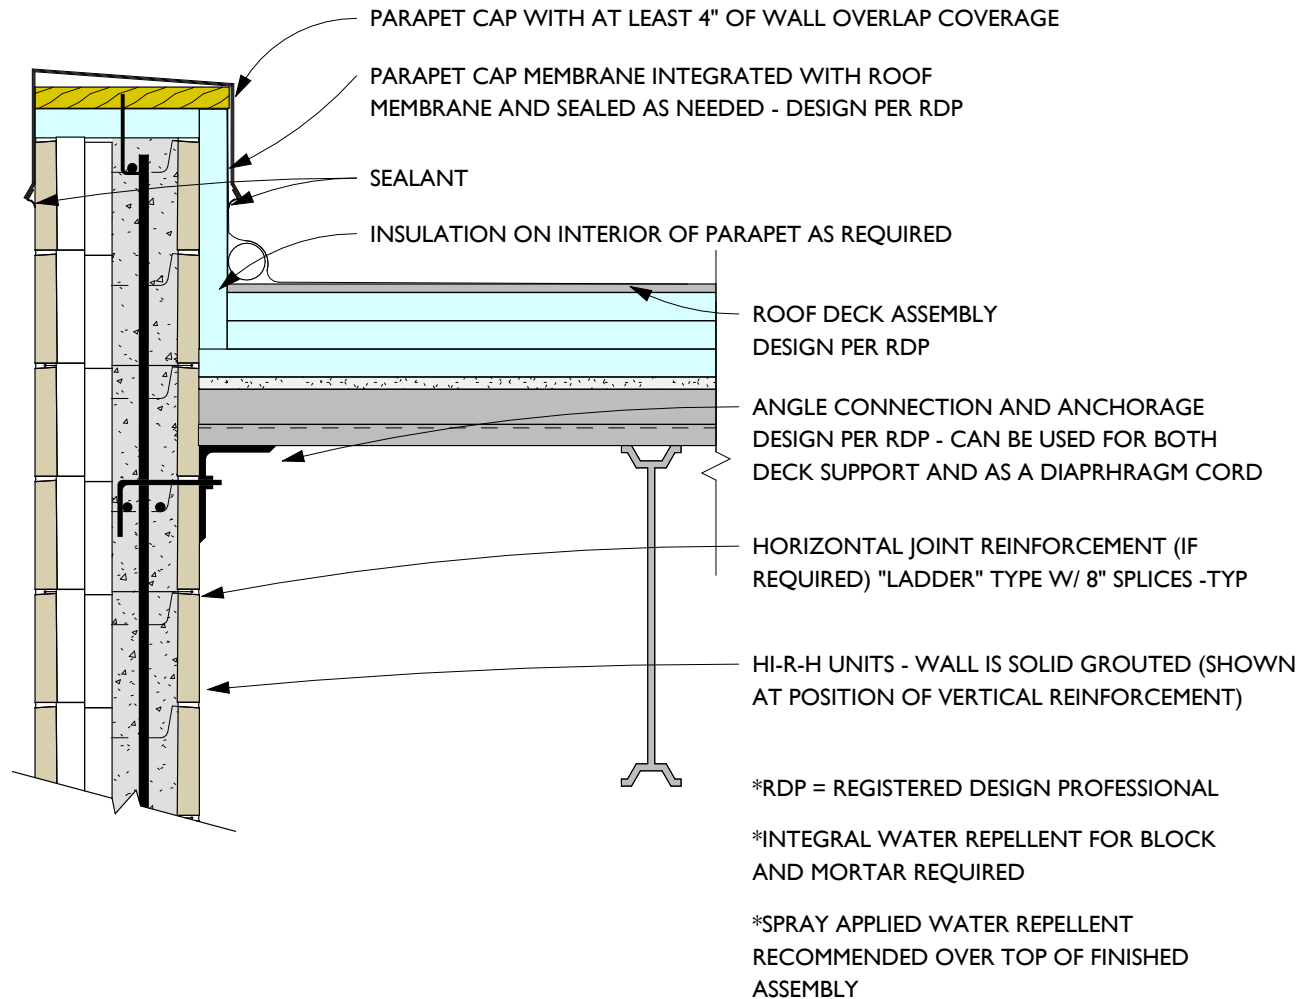 PARAPET CAP WITH AT LEAST 4" OF WALL OVERLAP COVERAGE
PARAPET CAP MEMBRANE INTEGRATED WITH ROOF
MEMBRANE AND SEALED AS NEEDED - DESIGN PER RDP
SEALANT
INSULATION ON INTERIOR OF PARAPET AS REQUIRED
ROOF DECK ASSEMBLY
DESIGN PER RDP
ANGLE CONNECTION AND ANCHORAGE
DESIGN PER RDP - CAN BE USED FOR BOTH
DECK SUPPORT AND AS A DIAPRHRAGM CORD
HORIZONTAL JOINT REINFORCEMENT (IF
REQUIRED) "LADDER" TYPE W/ 8" SPLICES -TYP
HI-R-H UNITS - WALL IS SOLID GROUTED (SHOWN
AT POSITION OF VERTICAL REINFORCEMENT)
*RDP = REGISTERED DESIGN PROFESSIONAL
*INTEGRAL WATER REPELLENT FOR BLOCK
AND MORTAR REQUIRED
*SPRAY APPLIED WATER REPELLENT
RECOMMENDED OVER TOP OF FINISHED
ASSEMBLY